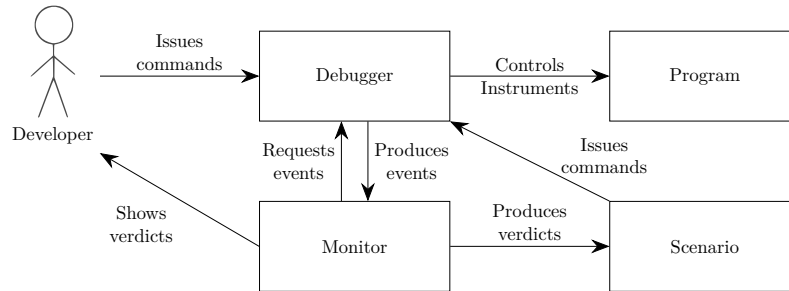 Issues
commands
Debugger
Controls
Instruments
Program
Developer
Requests
events
Produces
events
Issues
commands
Shows
verdicts
Monitor
Produces
verdicts
Scenario